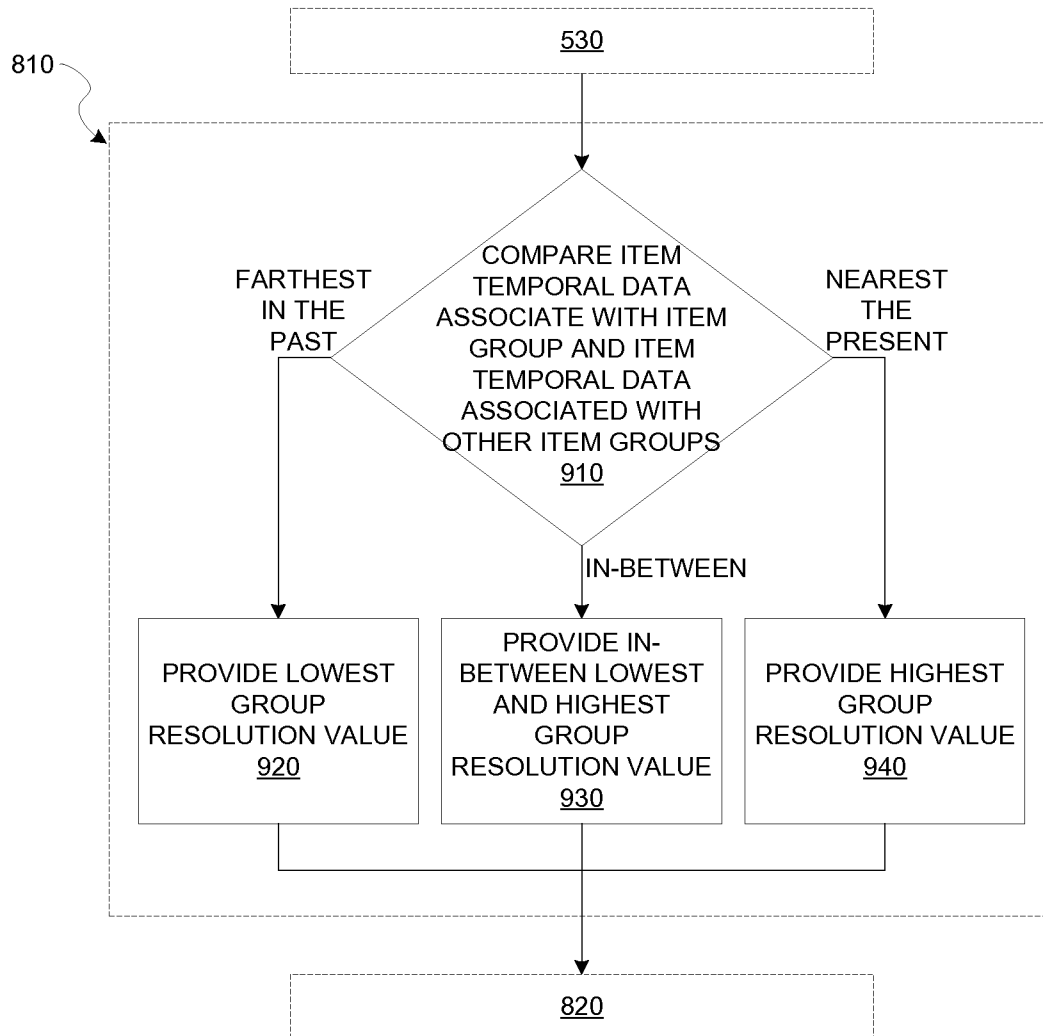 530
810
COMPARE ITEM
TEMPORAL DATA
ASSOCIATE WITH ITEM
GROUP AND ITEM
TEMPORAL DATA
ASSOCIATED WITH
OTHER ITEM GROUPS
910
FARTHEST
IN THE
PAST
NEAREST
THE
PRESENT
IN-BETWEEN
PROVIDE LOWEST
GROUP
RESOLUTION VALUE
920
PROVIDE IN-
BETWEEN LOWEST
AND HIGHEST
GROUP
RESOLUTION VALUE
930
PROVIDE HIGHEST
GROUP
RESOLUTION VALUE
940
820